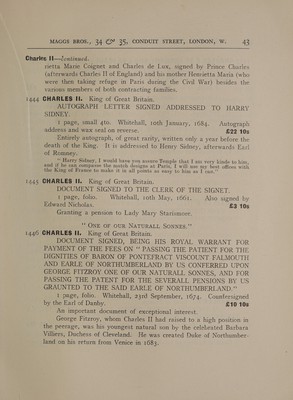 MAGGS BROS., 34 & 35, CONDUIT STREET, LONDON, W. 43
Charles II—continued.
rietta Marie Coignet and Charles de Lux, signed by Prince Charles
(afterwards Charles II of England) and his mother Henrietta Maria (who
were then taking refuge in Paris during the Civil War) besides the
various members of both contracting families.
1444 CHARLES II. King of Great Britain.
AUTOGRAPH LETTER SIGNED ADDRESSED TO HARRY
SIDNEY.
1 page, small 4to. Whitehall, 10th January, 1684. Autograph
address and wax seal on reverse. £22 10s
Entirely autograph, of great rarity, written only a year before the
death of the King. It is addressed to Henry Sidney, afterwards Earl
of Romney.
" Harry Sidney, I would have you assure Temple that I am very kinde to him,
and if he can compasse the match designe at Paris, I will use my best offices with
the King of France to make it in all points as easy to him as I can."
1445 CHARLES II. King of Great Britain.
DOCUMENT SIGNED TO THE CLERK OF THE SIGNET.
1 page, folio. Whitehall, 10th May, 1661. Also signed by
Edward Nicholas. £3 10s
Granting a pension to Lady Mary Startomoer.
" ONE OF OUR NATURALL SONNES."
1446 CHARLES II. King of Great Britain.
DOCUMENT SIGNED, BEING HIS ROYAL WARRANT FOR
PAYMENT OF THE FEES ON " PASSING THE PATIENT FOR THE
DIGNITIES OF BARON OF PONTEFRACT VISCOUNT FALMOUTH
AND EARLE OF NORTHUMBERLAND BY US CONFERRED UPON
GEORGE FITZROY ONE OF OUR NATURALL SONNES, AND FOR
PASSING THE PATENT FOR THE SEVERALL PENSIONS BY US
GRAUNTED TO THE SAID EARLE OF NORTHUMBERLAND."
1 page, folio. Whitehall, 23rd September, 1674. Countersigned
by the Earl of Danby. £10 10s
An important document of exceptional interest.
George Fitzroy, whom Charles II had raised to a high position in
the peerage, was his youngest natural son by the celebrated Barbara
Villiers, Duchess of Cleveland. He was created Duke of Northumber-
land on his return from Venice in 1683.